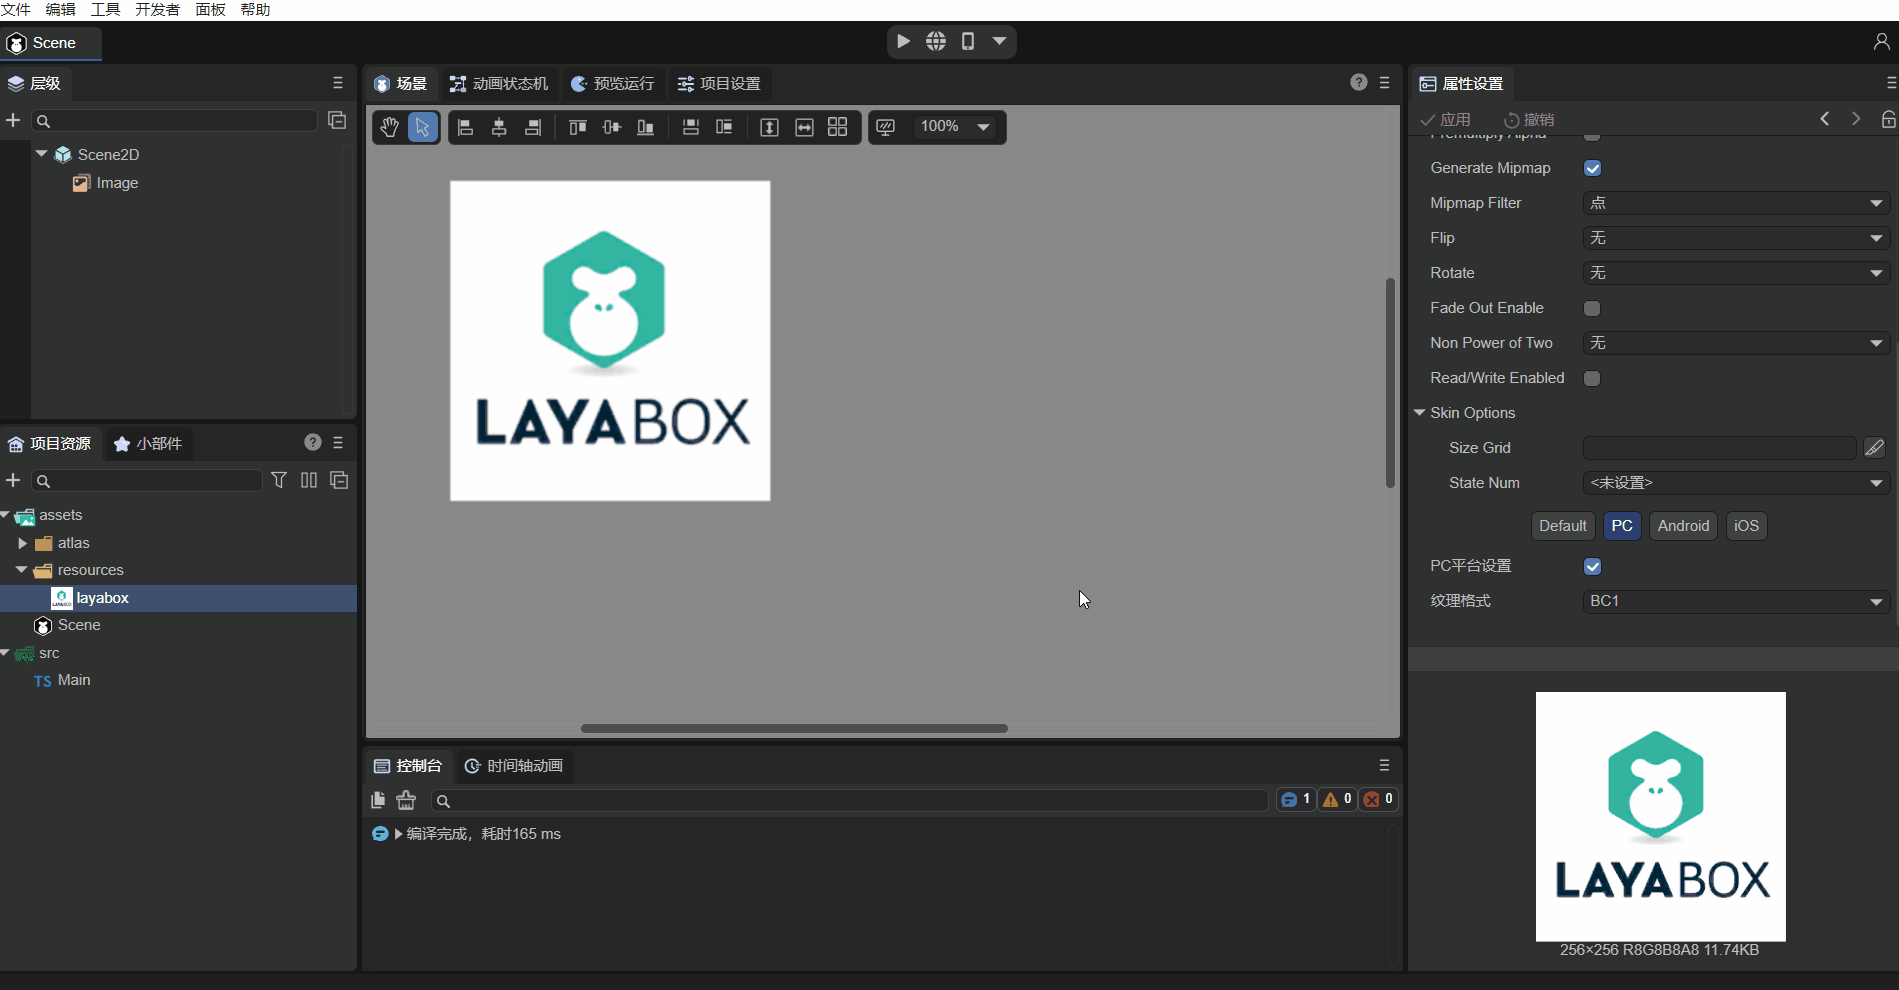 文件 编辑 工具 开发者 面板 帮助
Scene
层级
Scene2D
Image
项目资源 小部件
assets
atlas
resources
layabox
Scene
src
TS Main
场景 动画状态机 预览运行 项目设置
100%
LAYABOX
控制台 时间轴动画
1 0 0
编译完成，耗时165 ms
属性设置
应用 撤销
Premultiply Alpha
Generate Mipmap
Mipmap Filter 点
Flip 无
Rotate 无
Fade Out Enable
Non Power of Two 无
Read/Write Enabled
Skin Options
Size Grid
State Num <未设置>
Default PC Android iOS
PC平台设置
纹理格式 BC1
LAYABOX
256×256 R8G8B8A8 11.74KB